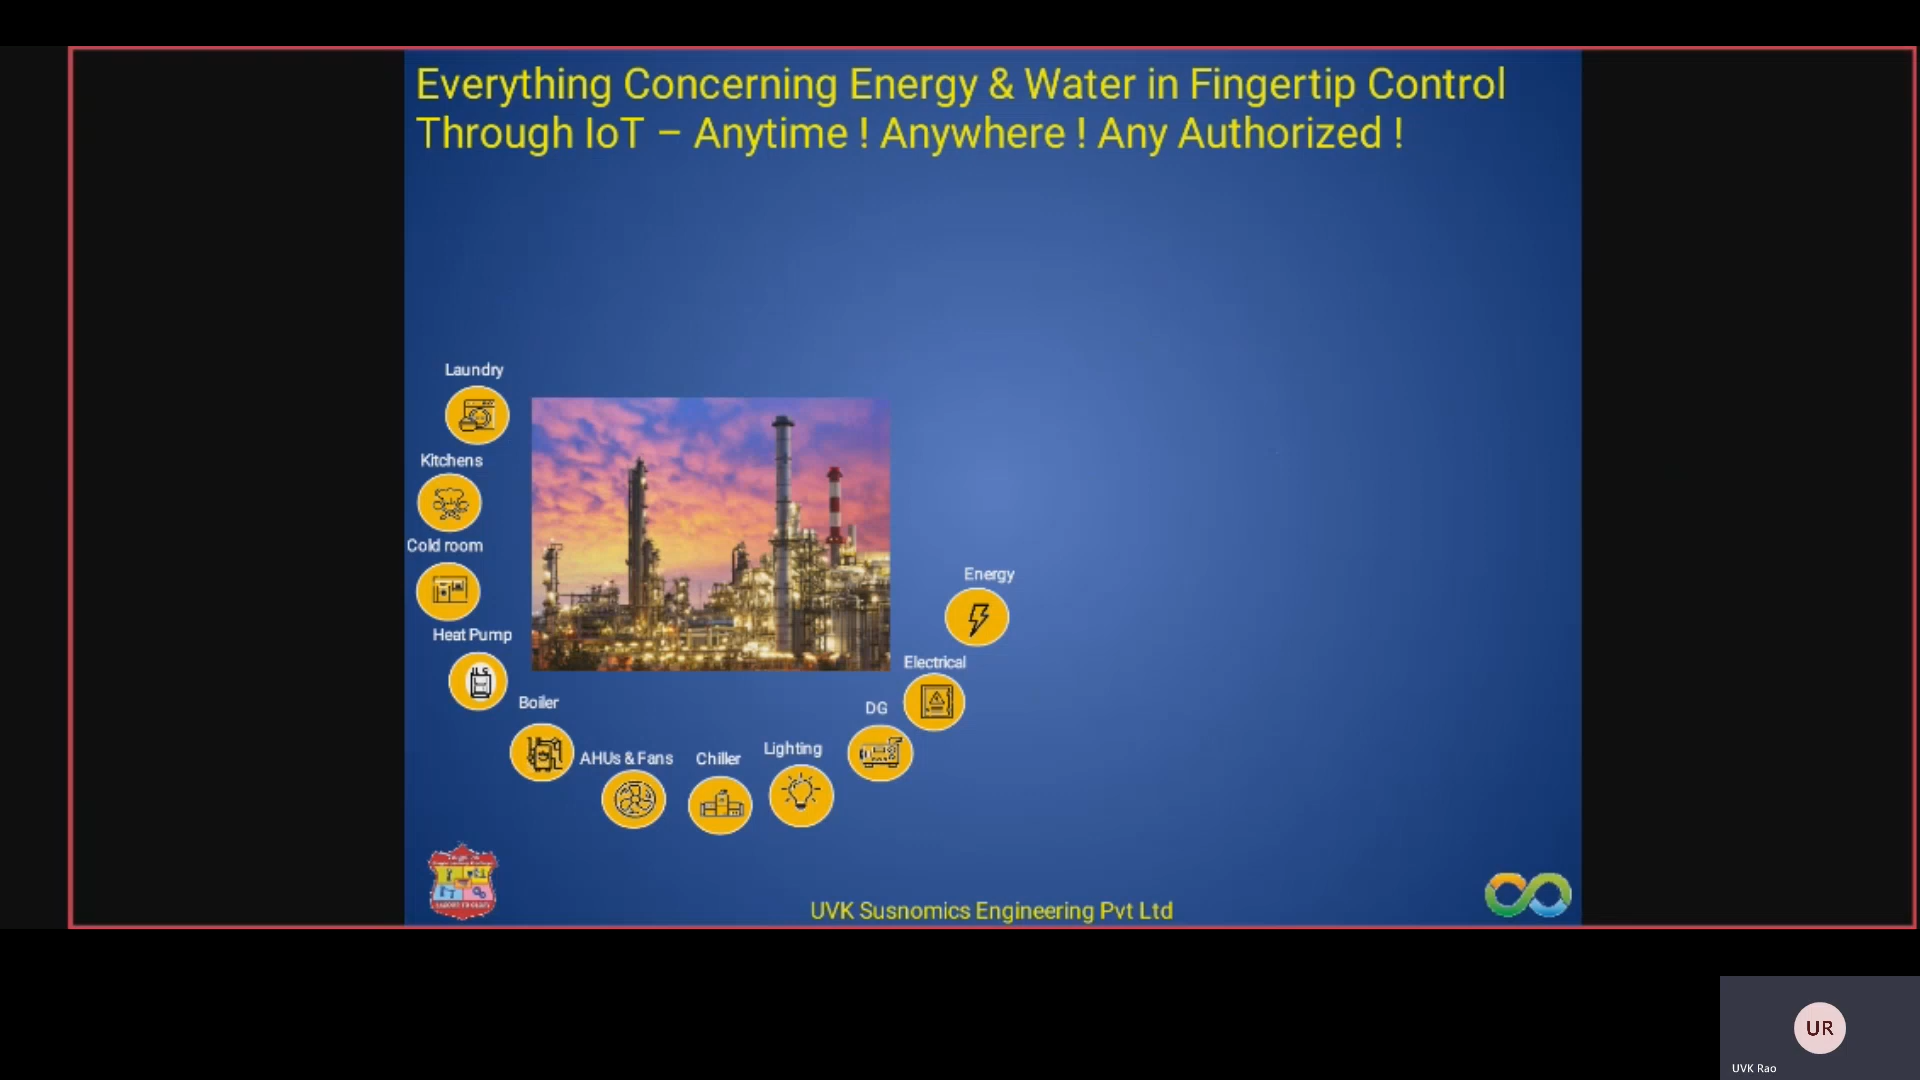 Everything Concerning Energy & Water in Fingertip Control
Through IoT – Anytime ! Anywhere ! Any Authorized !
Laundry
Kitchens
Cold room
Heat Pump
Boiler
AHUs & Fans
Chiller
Lighting
DG
Electrical
Energy
UVK Susnomics Engineering Pvt Ltd
UR
UVK Rao